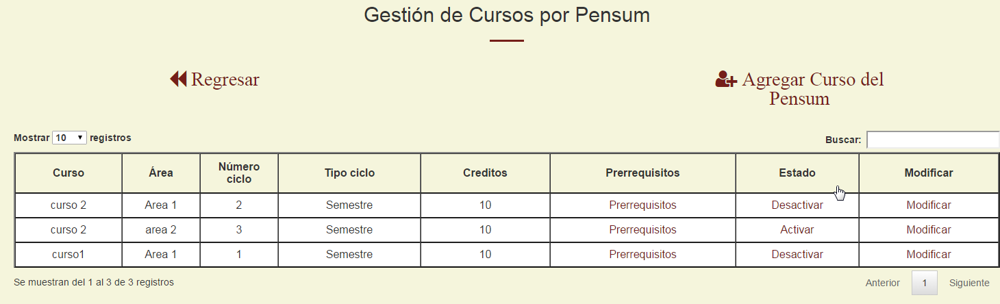 Gestión de Cursos por Pensum
Regresar
Agregar Curso del
Pensum
Mostrar 10 registros
Buscar:
Curso Área Número ciclo Tipo ciclo Creditos Prerrequisitos Estado Modificar
curso 2 Area 1 2 Semestre 10 Prerrequisitos Desactivar Modificar
curso 2 area 2 3 Semestre 10 Prerrequisitos Activar Modificar
curso1 Area 1 1 Semestre 10 Prerrequisitos Desactivar Modificar
Se muestran del 1 al 3 de 3 registros
Anterior 1 Siguiente